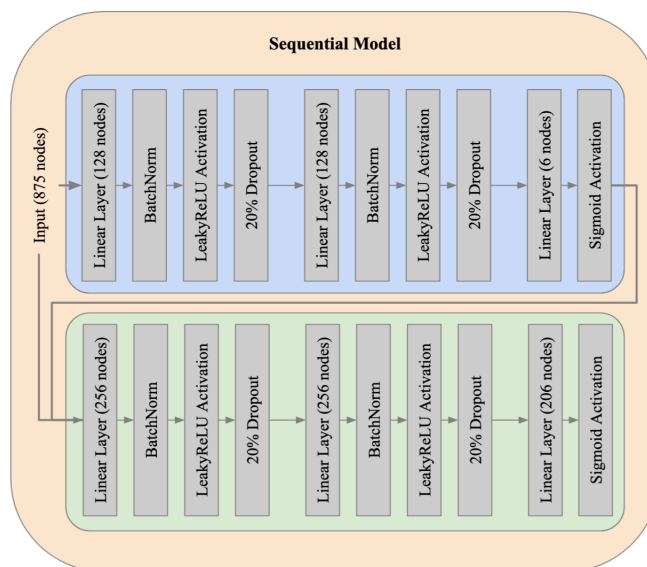 Sequential Model
Input (875 nodes)
Linear Layer (128 nodes)
BatchNorm
LeakyReLU Activation
20% Dropout
Linear Layer (128 nodes)
BatchNorm
LeakyReLU Activation
20% Dropout
Linear Layer (6 nodes)
Sigmoid Activation
Linear Layer (256 nodes)
BatchNorm
LeakyReLU Activation
20% Dropout
Linear Layer (256 nodes)
BatchNorm
LeakyReLU Activation
20% Dropout
Linear Layer (206 nodes)
Sigmoid Activation